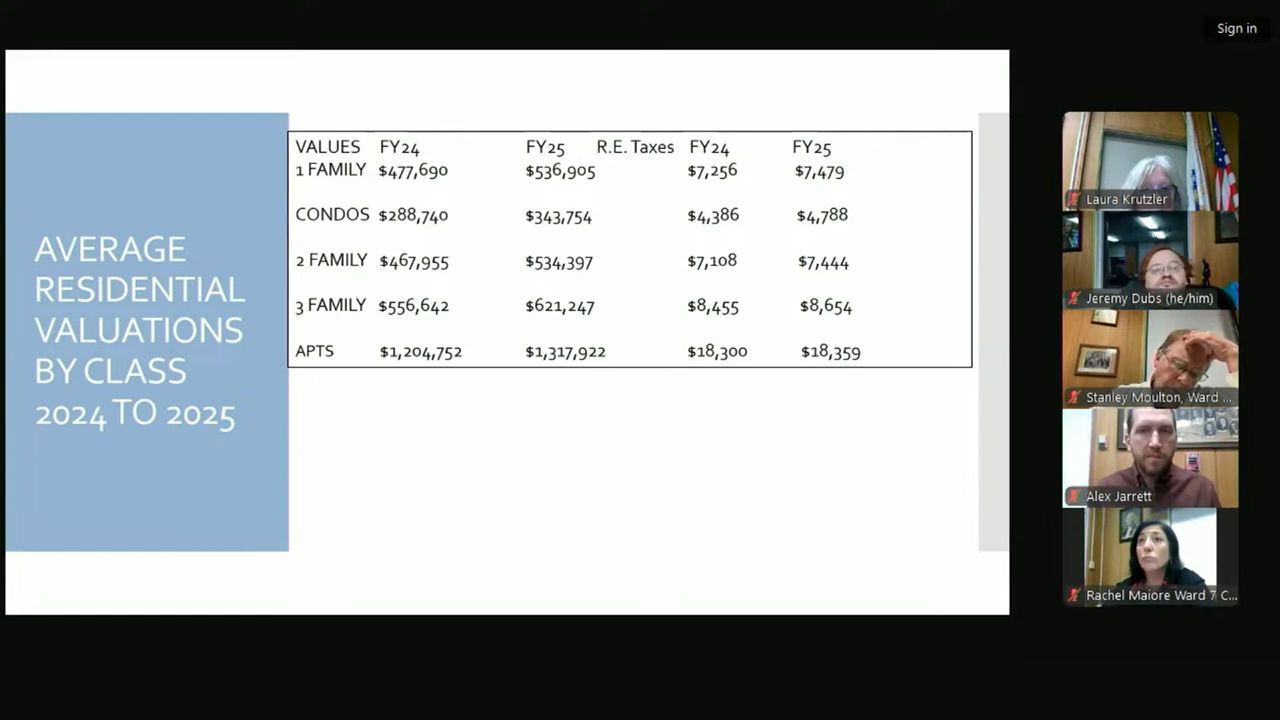 Sign in
AVERAGE
RESIDENTIAL
VALUATIONS
BY CLASS
2024 TO 2025
VALUES FY24 FY25 R.E. Taxes FY24 FY25
1 FAMILY $477,690 $536,905 $7,256 $7,479
CONDOS $288,740 $343,754 $4,386 $4,788
2 FAMILY $467,955 $534,397 $7,108 $7,444
3 FAMILY $556,642 $621,247 $8,455 $8,654
APTS $1,204,752 $1,317,922 $18,300 $18,359
Laura Krutzler
Jeremy Dubs (he/him)
Stanley Moulton, Ward ...
Alex Jarrett
Rachel Maiore Ward 7 C...